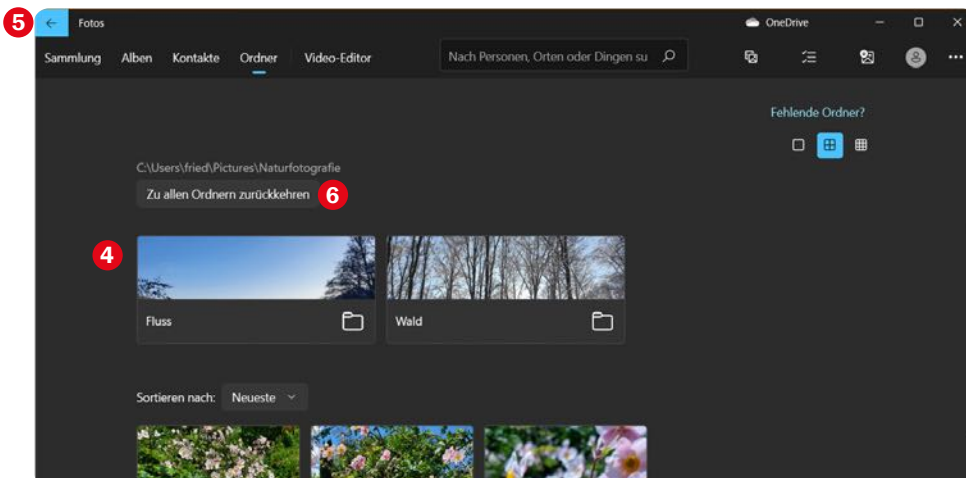 5
Fotos
OneDrive
Sammlung Alben Kontakte Ordner Video-Editor
Nach Personen, Orten oder Dingen su
Fehlende Ordner?
C:\Users\fried\Pictures\Naturfotografie
Zu allen Ordnern zurückkehren 6
4
Fluss
Wald
Sortieren nach: Neueste